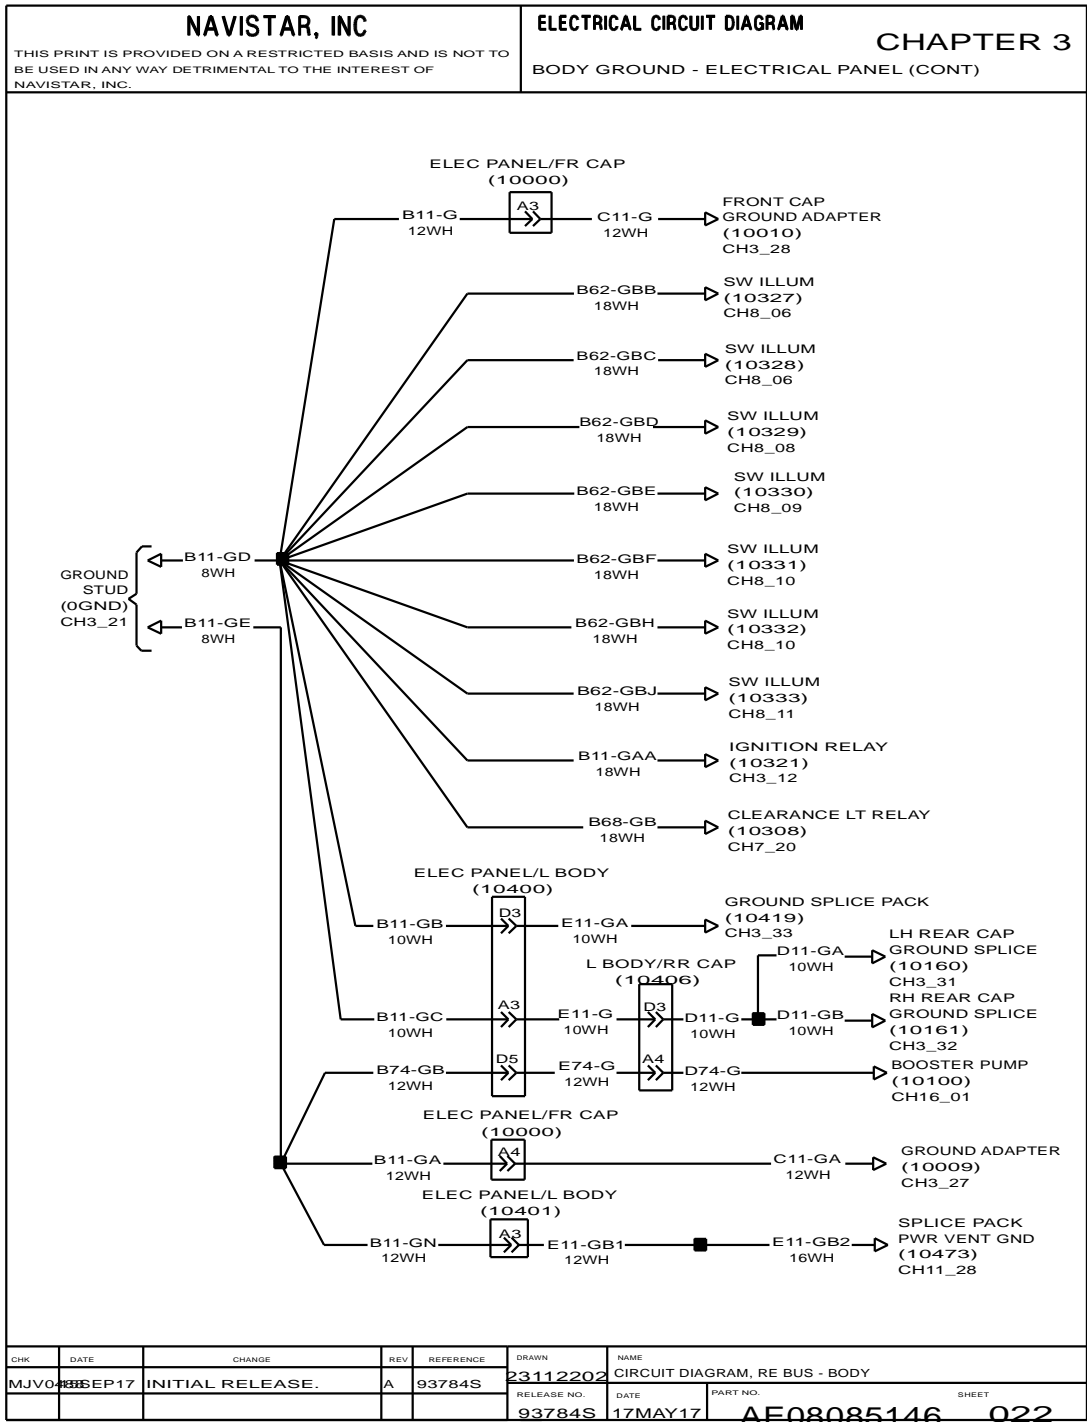 NAVISTAR, INC
THIS PRINT IS PROVIDED ON A RESTRICTED BASIS AND IS NOT TO
BE USED IN ANY WAY DETRIMENTAL TO THE INTEREST OF
NAVISTAR, INC.
ELECTRICAL CIRCUIT DIAGRAM
CHAPTER 3
BODY GROUND - ELECTRICAL PANEL (CONT)
ELEC PANEL/FR CAP
(10000)
B11-G
12WH
A3
C11-G
12WH
FRONT CAP
GROUND ADAPTER
(10010)
CH3_28
B62-GBB
18WH
SW ILLUM
(10327)
CH8_06
B62-GBC
18WH
SW ILLUM
(10328)
CH8_06
B62-GBD
18WH
SW ILLUM
(10329)
CH8_08
B62-GBE
18WH
SW ILLUM
(10330)
CH8_09
GROUND
STUD
(0GND)
CH3_21
B11-GD
8WH
B11-GE
8WH
B62-GBF
18WH
SW ILLUM
(10331)
CH8_10
B62-GBH
18WH
SW ILLUM
(10332)
CH8_10
B62-GBJ
18WH
SW ILLUM
(10333)
CH8_11
B11-GAA
18WH
IGNITION RELAY
(10321)
CH3_12
B68-GB
18WH
CLEARANCE LT RELAY
(10308)
CH7_20
ELEC PANEL/L BODY
(10400)
B11-GB
10WH
D3
E11-GA
10WH
GROUND SPLICE PACK
(10419)
CH3_33
L BODY/RR CAP
(10406)
D11-GA
10WH
LH REAR CAP
GROUND SPLICE
(10160)
CH3_31
B11-GC
10WH
A3
E11-G
10WH
D3
D11-G
10WH
D11-GB
10WH
RH REAR CAP
GROUND SPLICE
(10161)
CH3_32
B74-GB
12WH
D5
E74-G
12WH
A4
D74-G
12WH
BOOSTER PUMP
(10100)
CH16_01
ELEC PANEL/FR CAP
(10000)
B11-GA
12WH
A4
C11-GA
12WH
GROUND ADAPTER
(10009)
CH3_27
ELEC PANEL/L BODY
(10401)
B11-GN
12WH
A3
E11-GB1
12WH
E11-GB2
16WH
SPLICE PACK
PWR VENT GND
(10473)
CH11_28
CHK DATE CHANGE REV REFERENCE
INITIAL RELEASE. A 93784S
DRAWN
23112202
NAME
CIRCUIT DIAGRAM, RE BUS - BODY
RELEASE NO.
93784S
DATE
17MAY17
PART NO.
AE08085146
SHEET
022